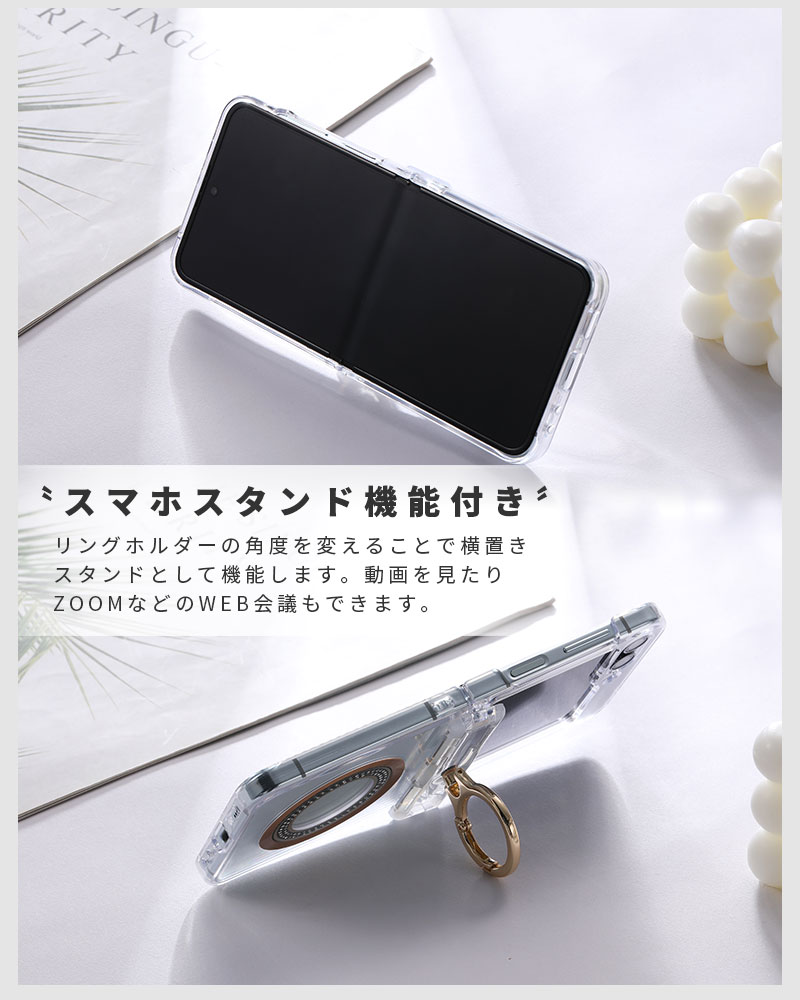 RITY
〝スマホスタンド機能付き〞
リングホルダーの角度を変えることで横置き
スタンドとして機能します。動画を見たり
ZOOMなどのWEB会議もできます。